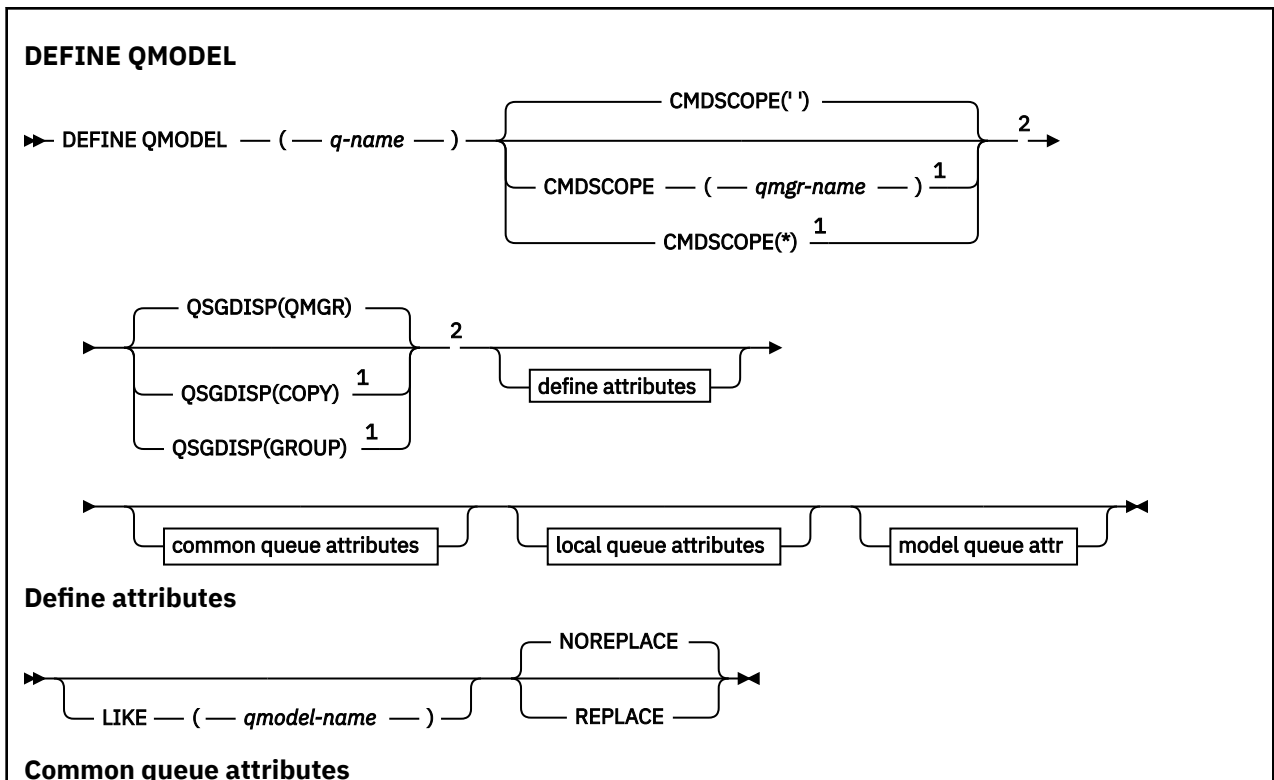 DEFINE QMODEL
CMDSCOPE(' ')
DEFINE QMODEL ( q-name ) 2
CMDSCOPE ( qmgr-name ) 1
CMDSCOPE(*) 1
QSGDISP(QMGR)
2
QSGDISP(COPY) 1
define attributes
QSGDISP(GROUP) 1
common queue attributes local queue attributes model queue attr
Define attributes
NOREPLACE
LIKE ( qmodel-name ) REPLACE
Common queue attributes